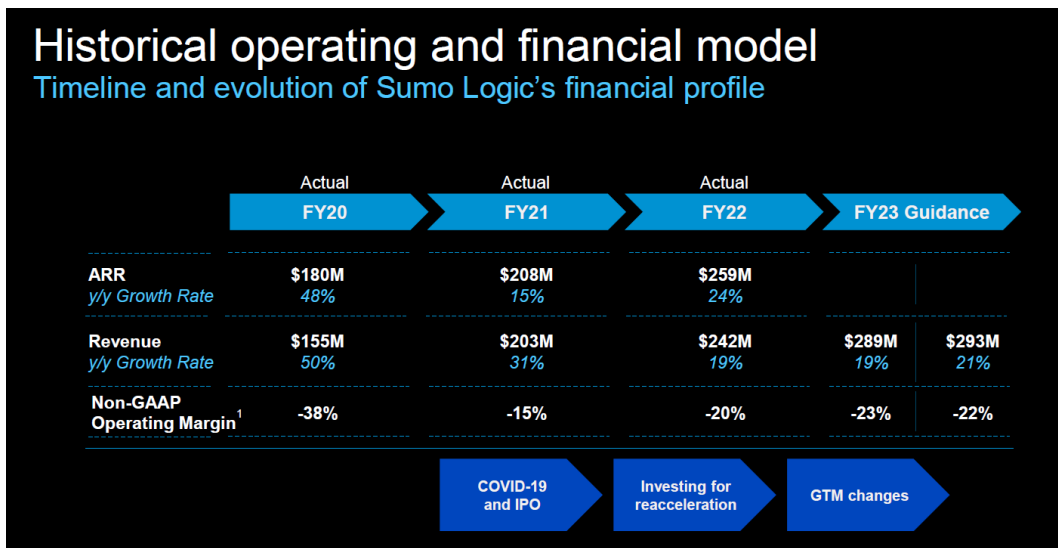 Historical operating and financial model
Timeline and evolution of Sumo Logic's financial profile
Actual Actual Actual
FY20 FY21 FY22 FY23 Guidance
ARR $180M $208M $259M
y/y Growth Rate 48% 15% 24%
Revenue $155M $203M $242M $289M $293M
y/y Growth Rate 50% 31% 19% 19% 21%
Non-GAAP
Operating Margin1 -38% -15% -20% -23% -22%
COVID-19
and IPO
Investing for
reacceleration
GTM changes